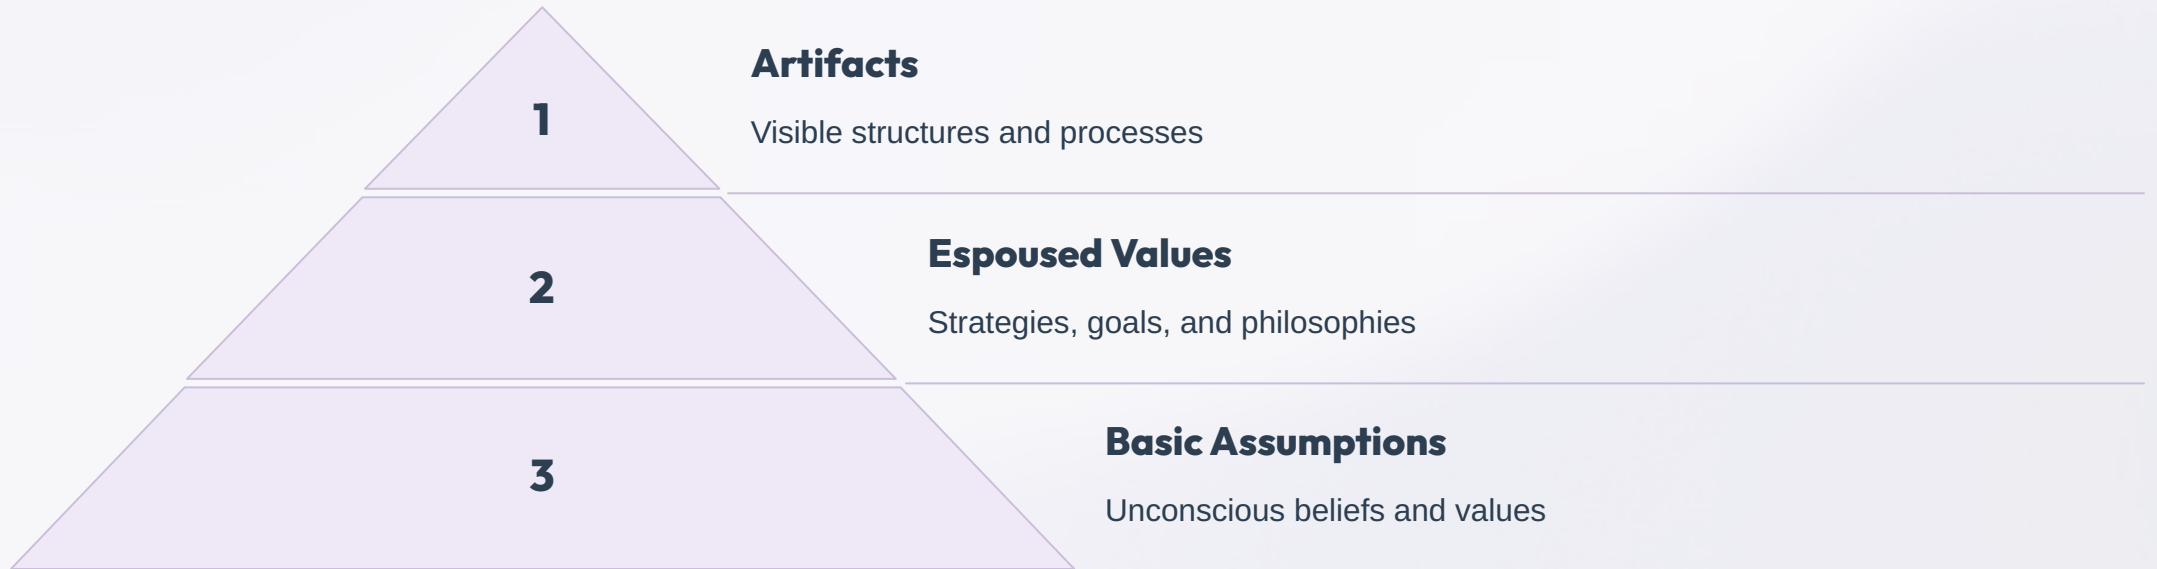 1
Artifacts
Visible structures and processes
2
Espoused Values
Strategies, goals, and philosophies
3
Basic Assumptions
Unconscious beliefs and values